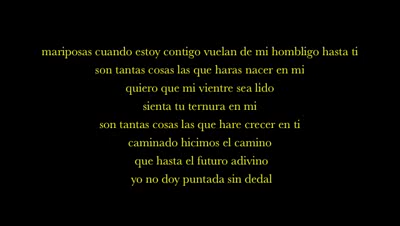 mariposas cuando estoy contigo vuelan de mi hombligo hasta ti
son tantas cosas las que haras nacer en mi
quiero que mi vientre sea lido
sienta tu ternura en mi
son tantas cosas las que hare crecer en ti
caminado hicimos el camino
que hasta el futuro adivino
yo no doy puntada sin dedal